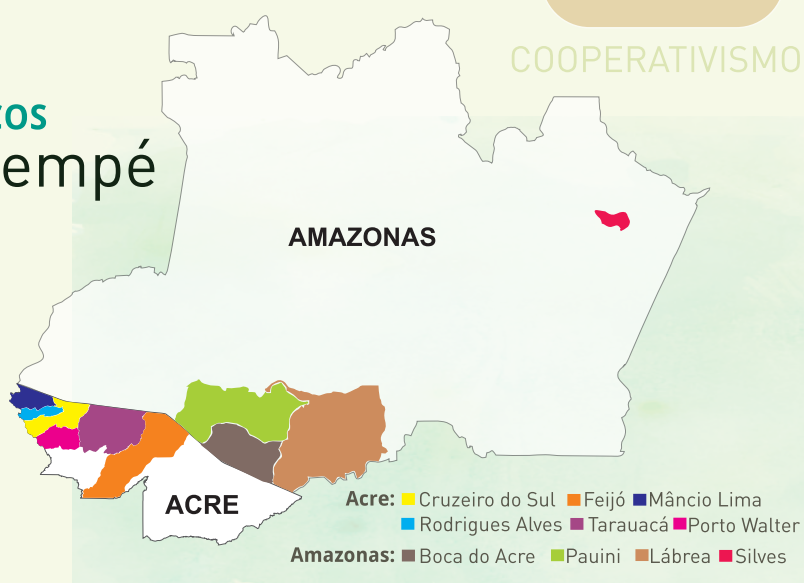 COOPERATIVISMO
empé
AMAZONAS
ACRE
Acre: Cruzeiro do Sul Feijó Mâncio Lima
Rodrigues Alves Tarauacá Porto Walter
Amazonas: Boca do Acre Pauini Lábrea Silves